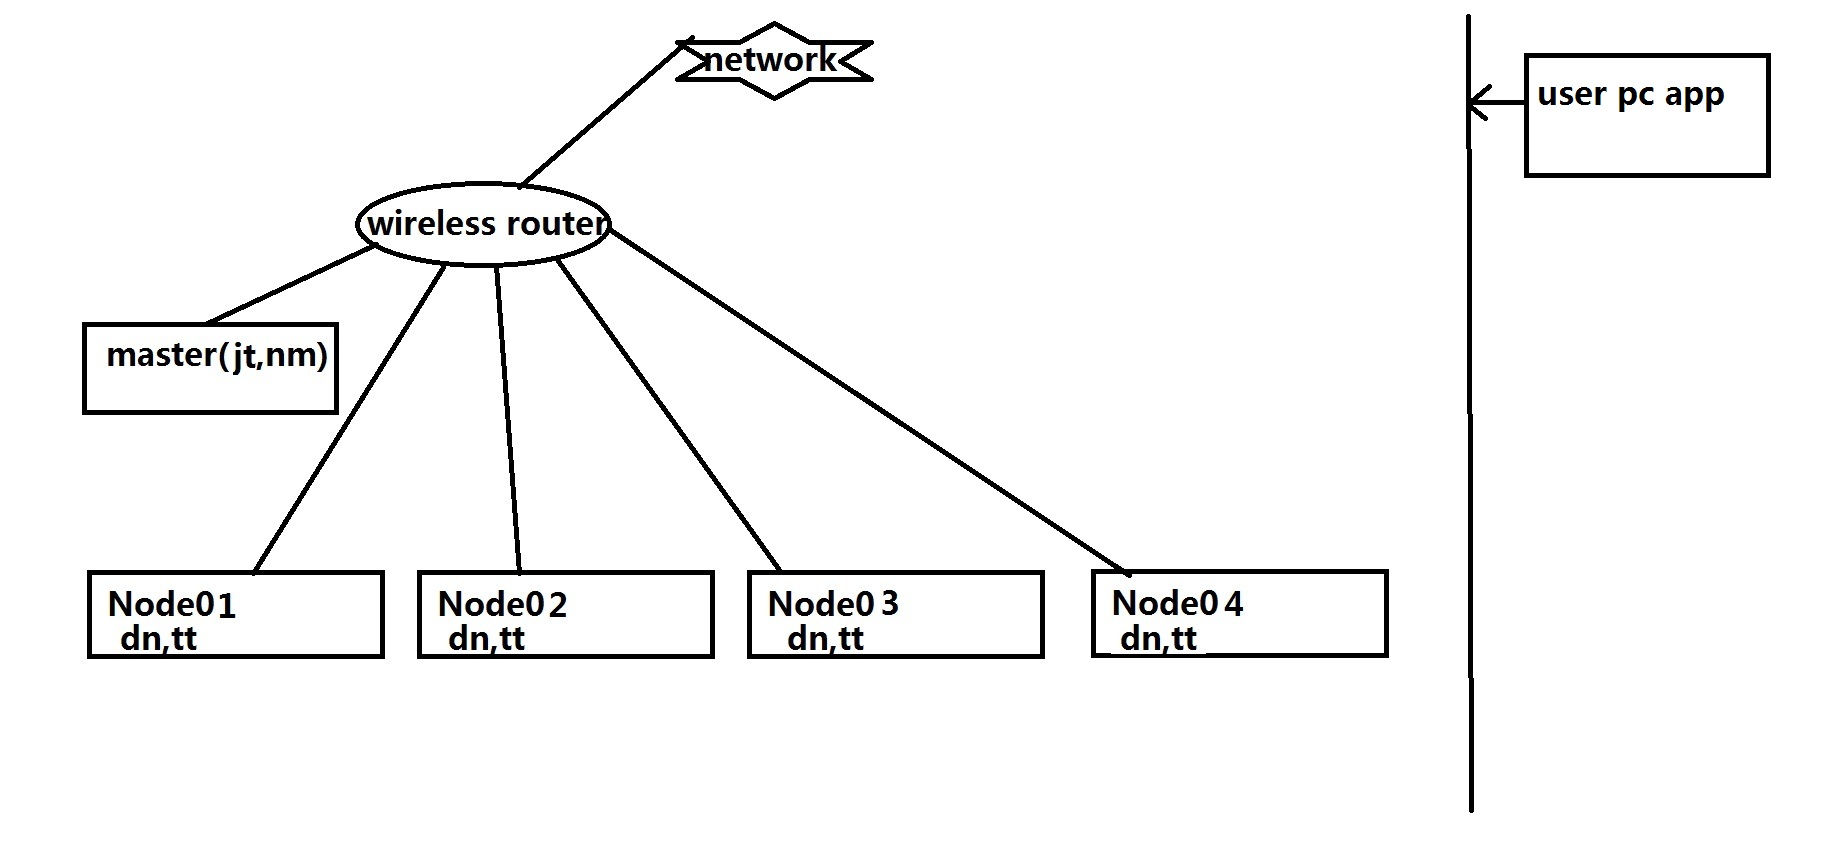 network
user pc app
wireless router
master(jt,nm)
Node01
dn,tt
Node02
dn,tt
Node03
dn,tt
Node04
dn,tt